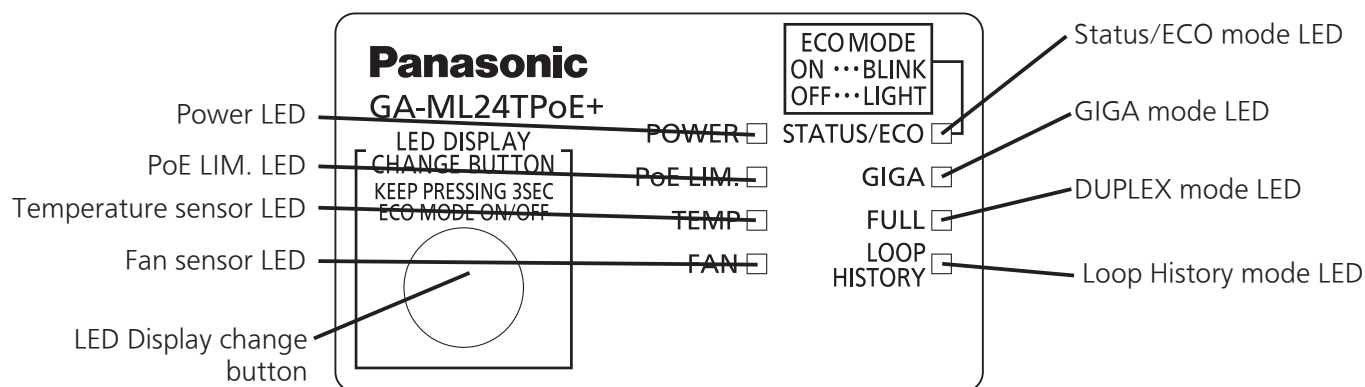 Panasonic
GA-ML24TPoE+
LED DISPLAY
CHANGE BUTTON
KEEP PRESSING 3SEC
ECO MODE ON/OFF
POWER
PoE LIM.
TEMP
FAN
ECO MODE
ON ··· BLINK
OFF ··· LIGHT
STATUS/ECO
GIGA
FULL
LOOP
HISTORY
Power LED
PoE LIM. LED
Temperature sensor LED
Fan sensor LED
LED Display change
button
Status/ECO mode LED
GIGA mode LED
DUPLEX mode LED
Loop History mode LED